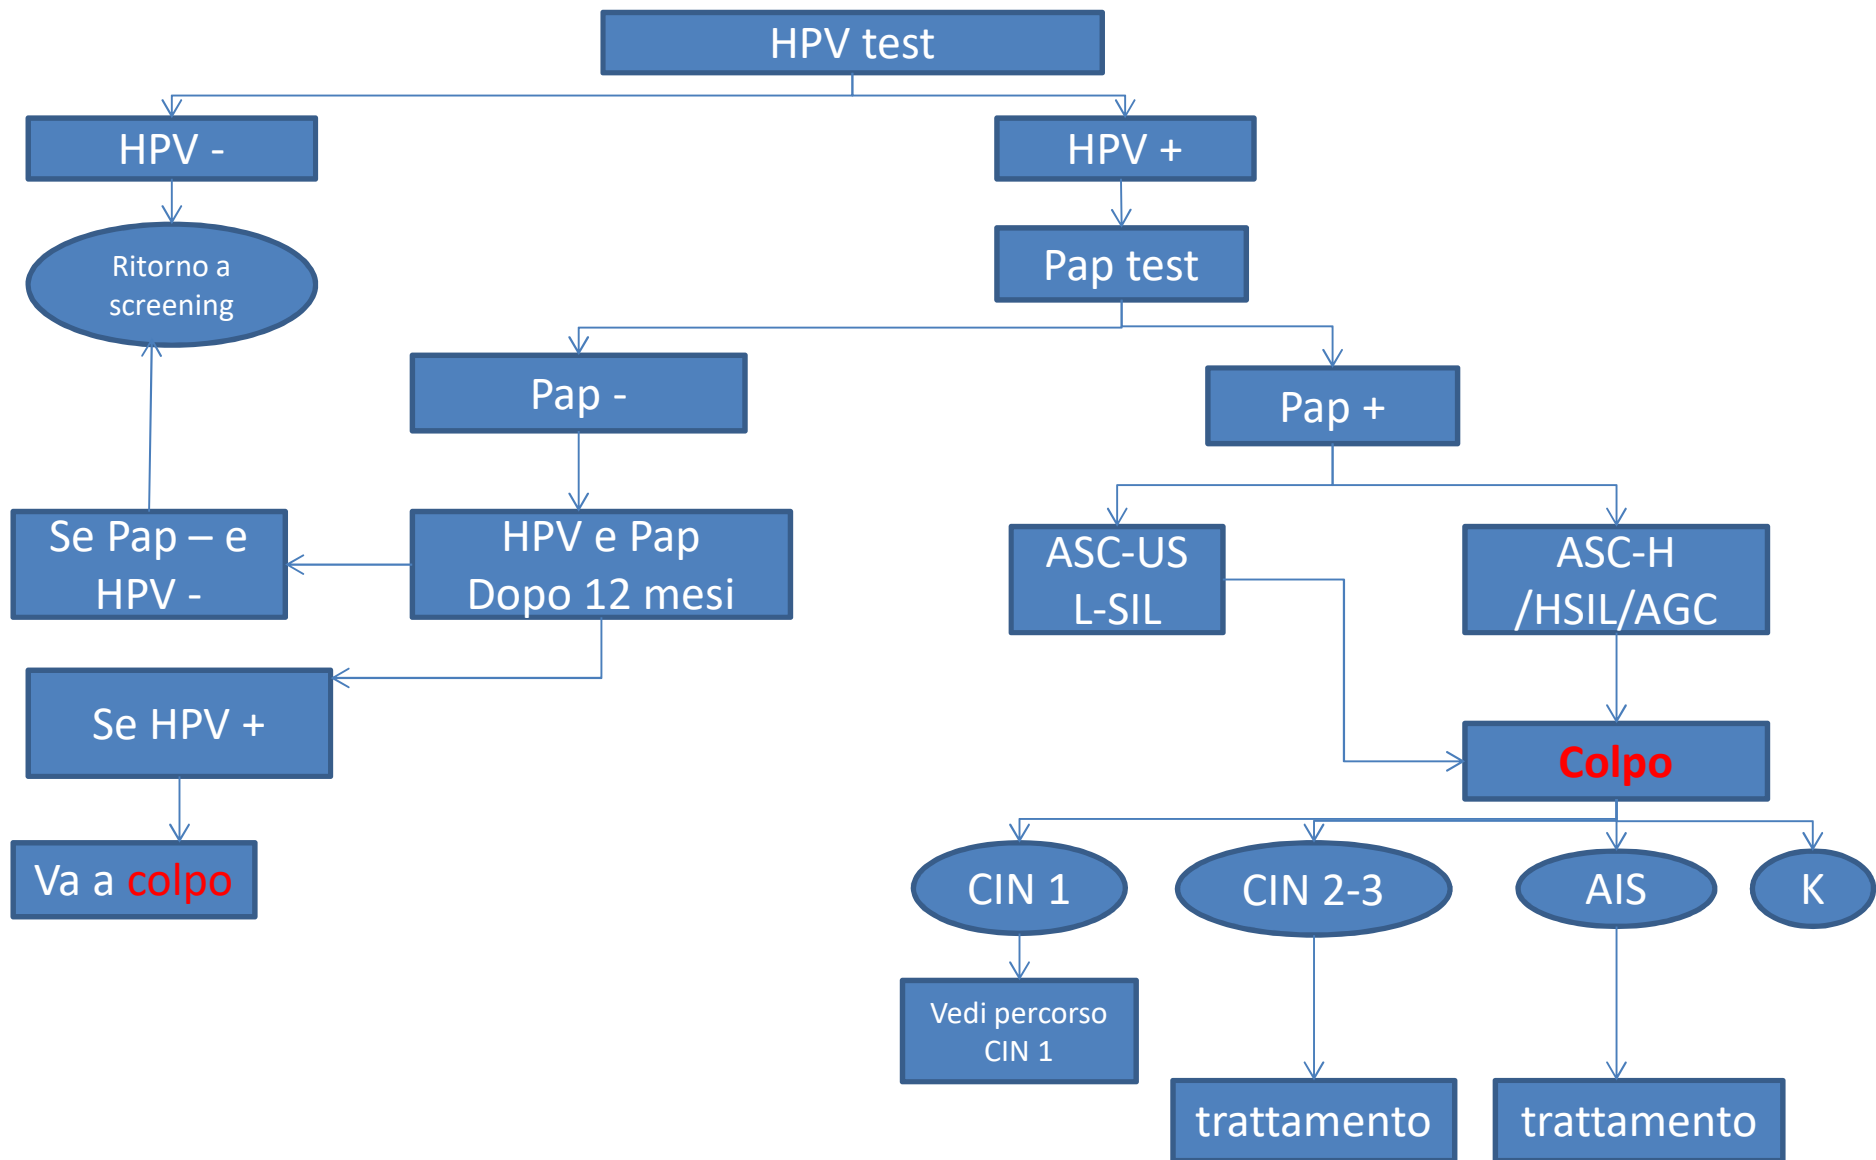 HPV test
HPV -
HPV +
Ritorno a
screening
Pap test
Pap -
Pap +
Se Pap – e
HPV -
HPV e Pap
Dopo 12 mesi
ASC-US
L-SIL
ASC-H
/HSIL/AGC
Se HPV +
Colpo
Va a colpo
CIN 1
CIN 2-3
AIS
K
Vedi percorso
CIN 1
trattamento
trattamento